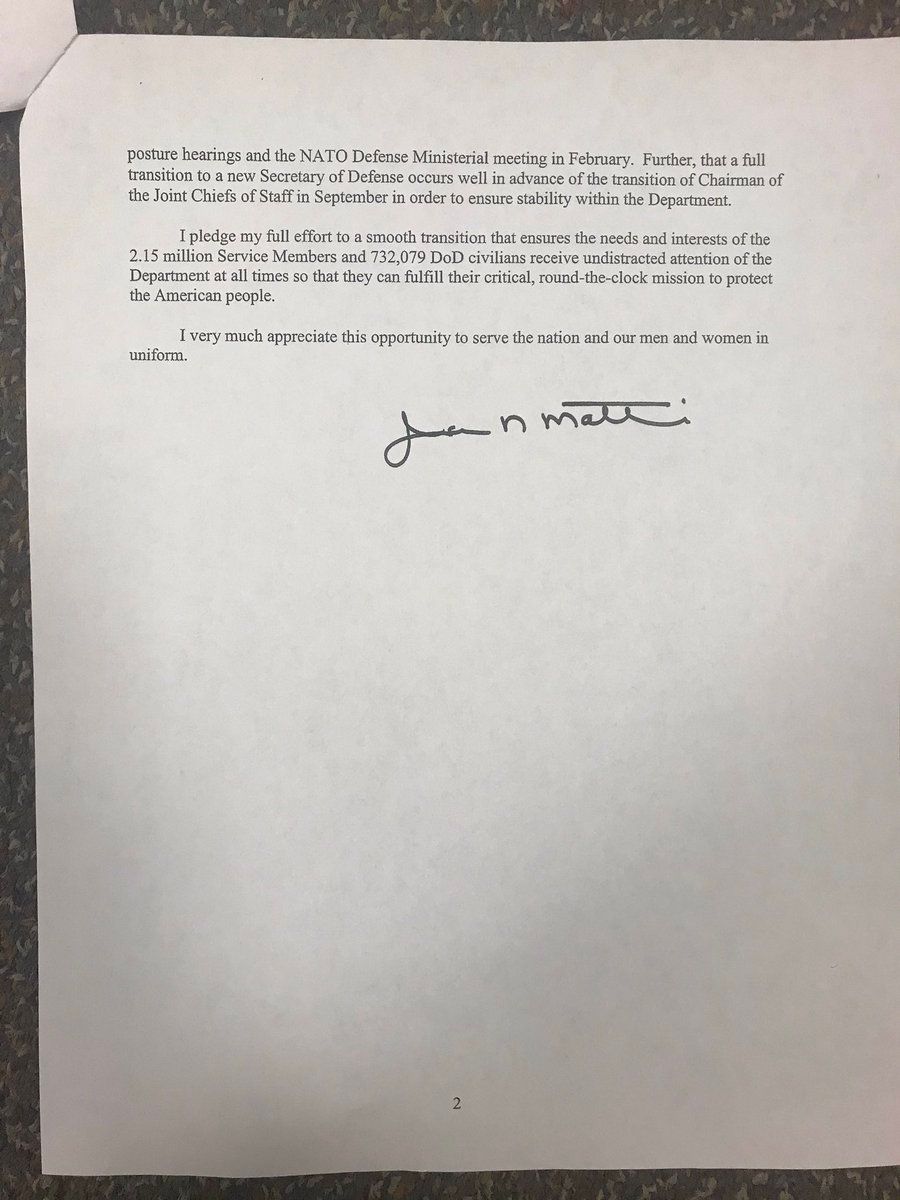 posture hearings and the NATO Defense Ministerial meeting in February.  Further, that a full
transition to a new Secretary of Defense occurs well in advance of the transition of Chairman of
the Joint Chiefs of Staff in September in order to ensure stability within the Department.
I pledge my full effort to a smooth transition that ensures the needs and interests of the
2.15 million Service Members and 732,079 DoD civilians receive undistracted attention of the
Department at all times so that they can fulfill their critical, round-the-clock mission to protect
the American people.
I very much appreciate this opportunity to serve the nation and our men and women in
uniform.
2